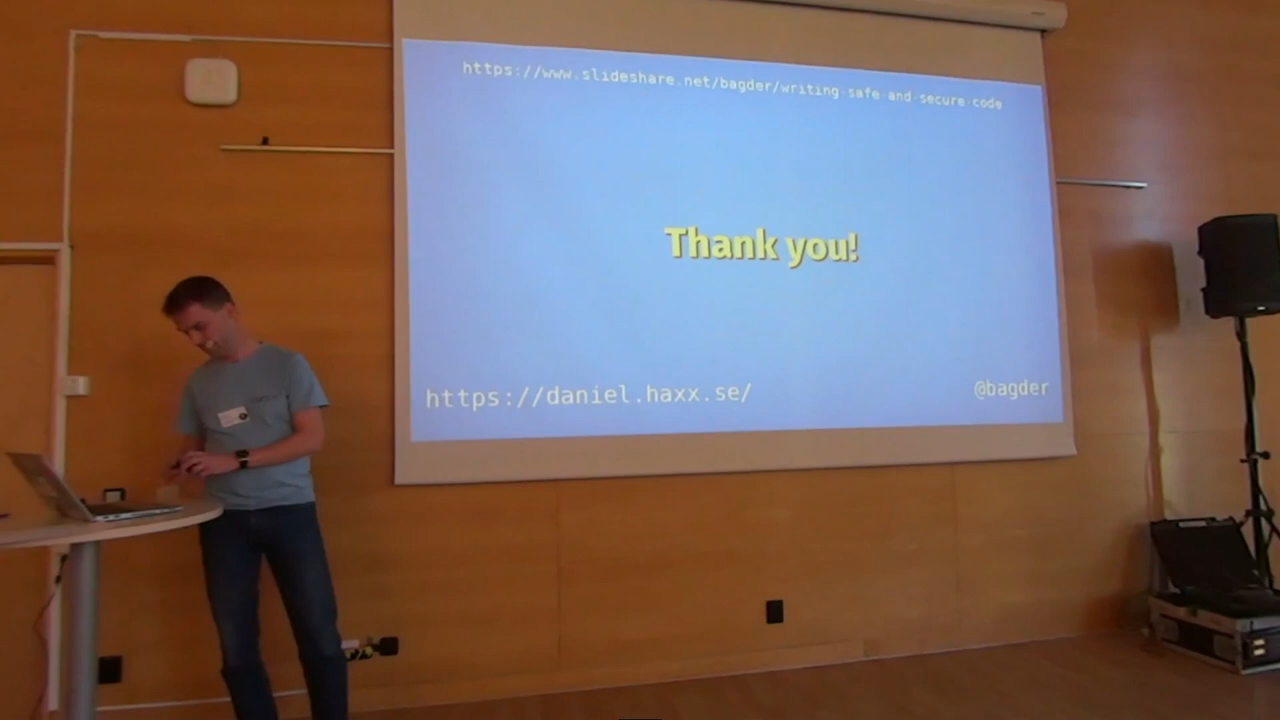 https://www.slideshare.net/bagder/writing-safe-and-secure-code
Thank you!
https://daniel.haxx.se/
@bagder